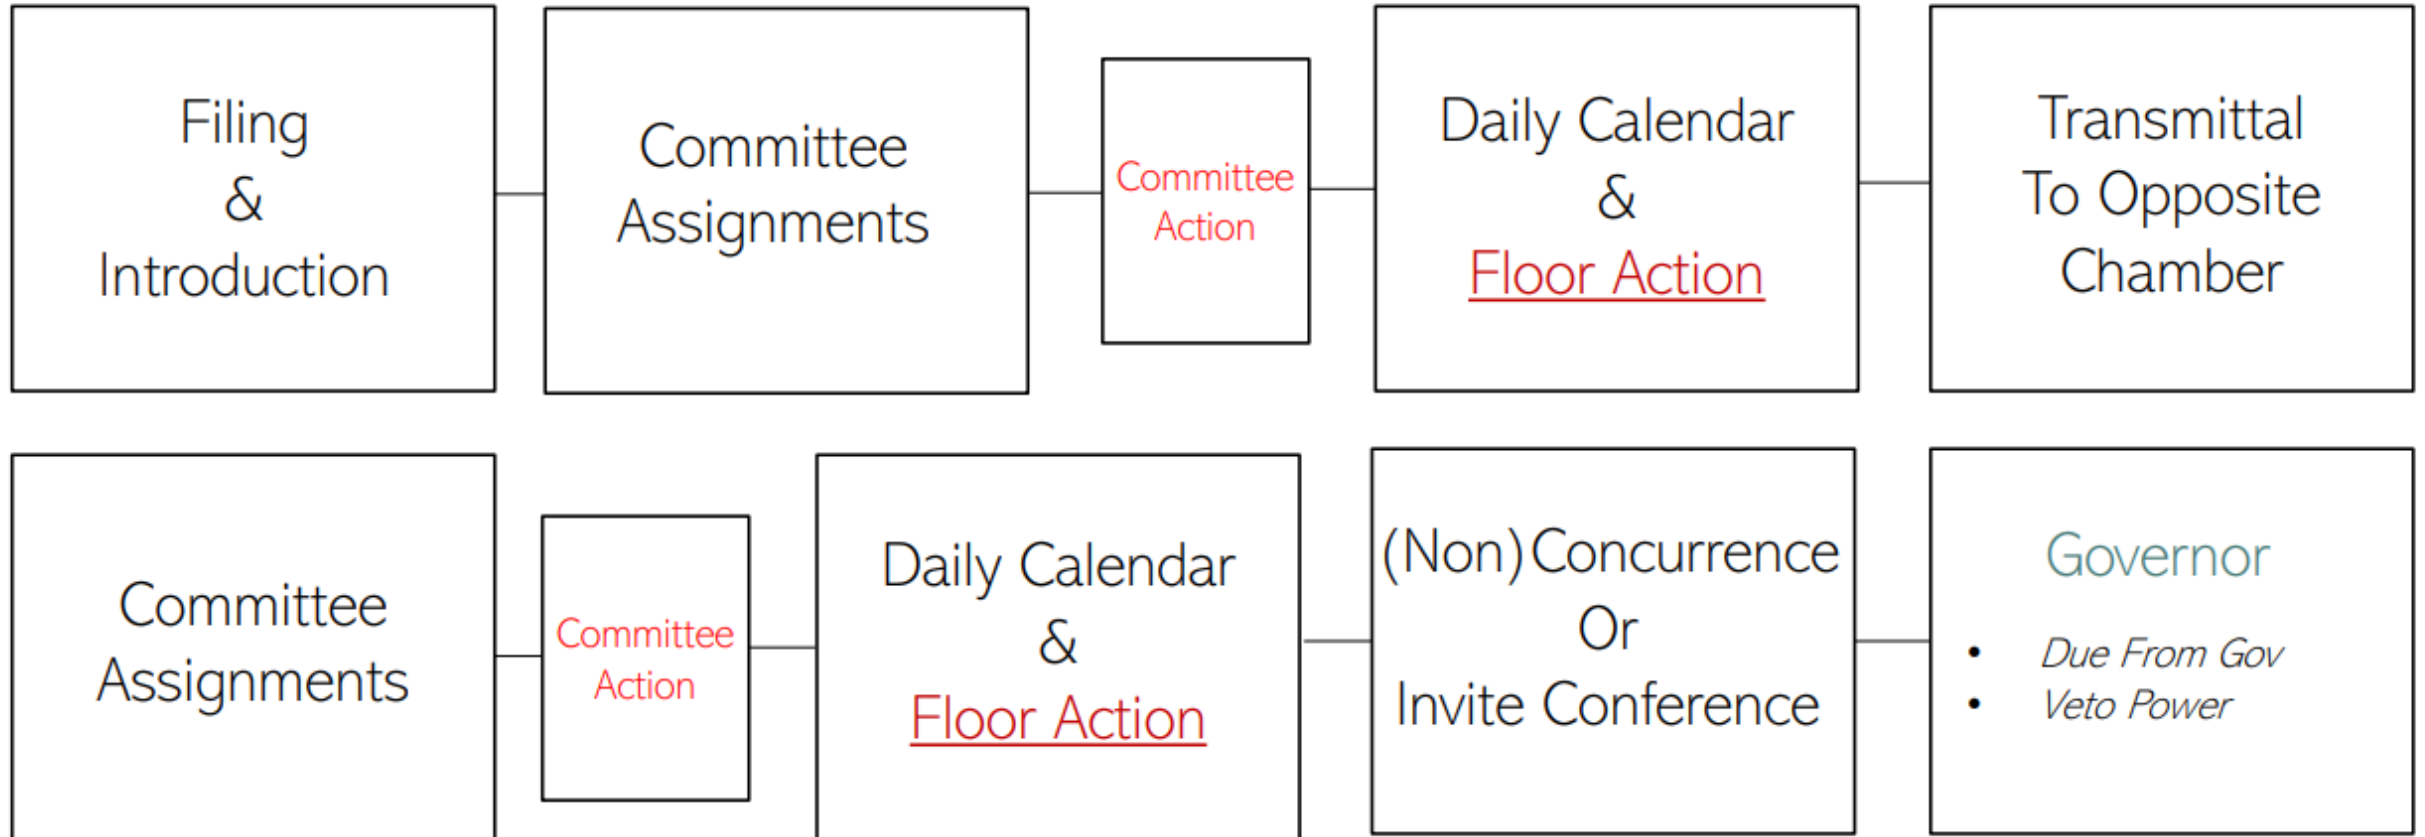 Filing
&
Introduction
Committee
Assignments
Committee
Action
Daily Calendar
&
Floor Action
Transmittal
To Opposite
Chamber
Committee
Assignments
Committee
Action
Daily Calendar
&
Floor Action
(Non) Concurrence
Or
Invite Conference
Governor
• Due From Gov
• Veto Power